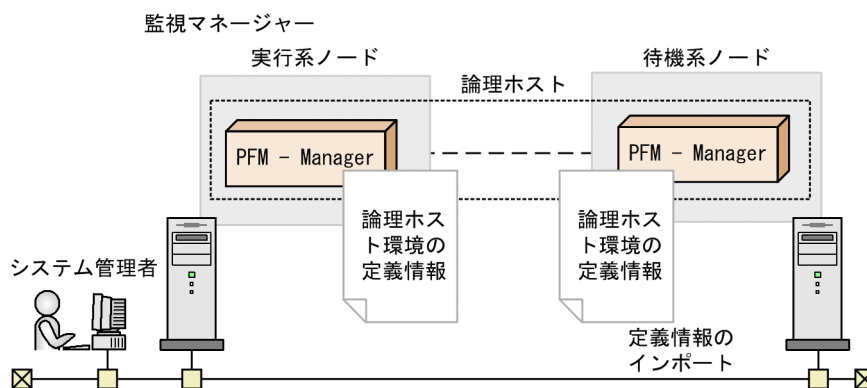 監視マネージャー
実行系ノード
待機系ノード
論理ホスト
PFM - Manager
PFM - Manager
論理ホス
ト環境の
定義情報
論理ホス
ト環境の
定義情報
システム管理者
定義情報の
インポート